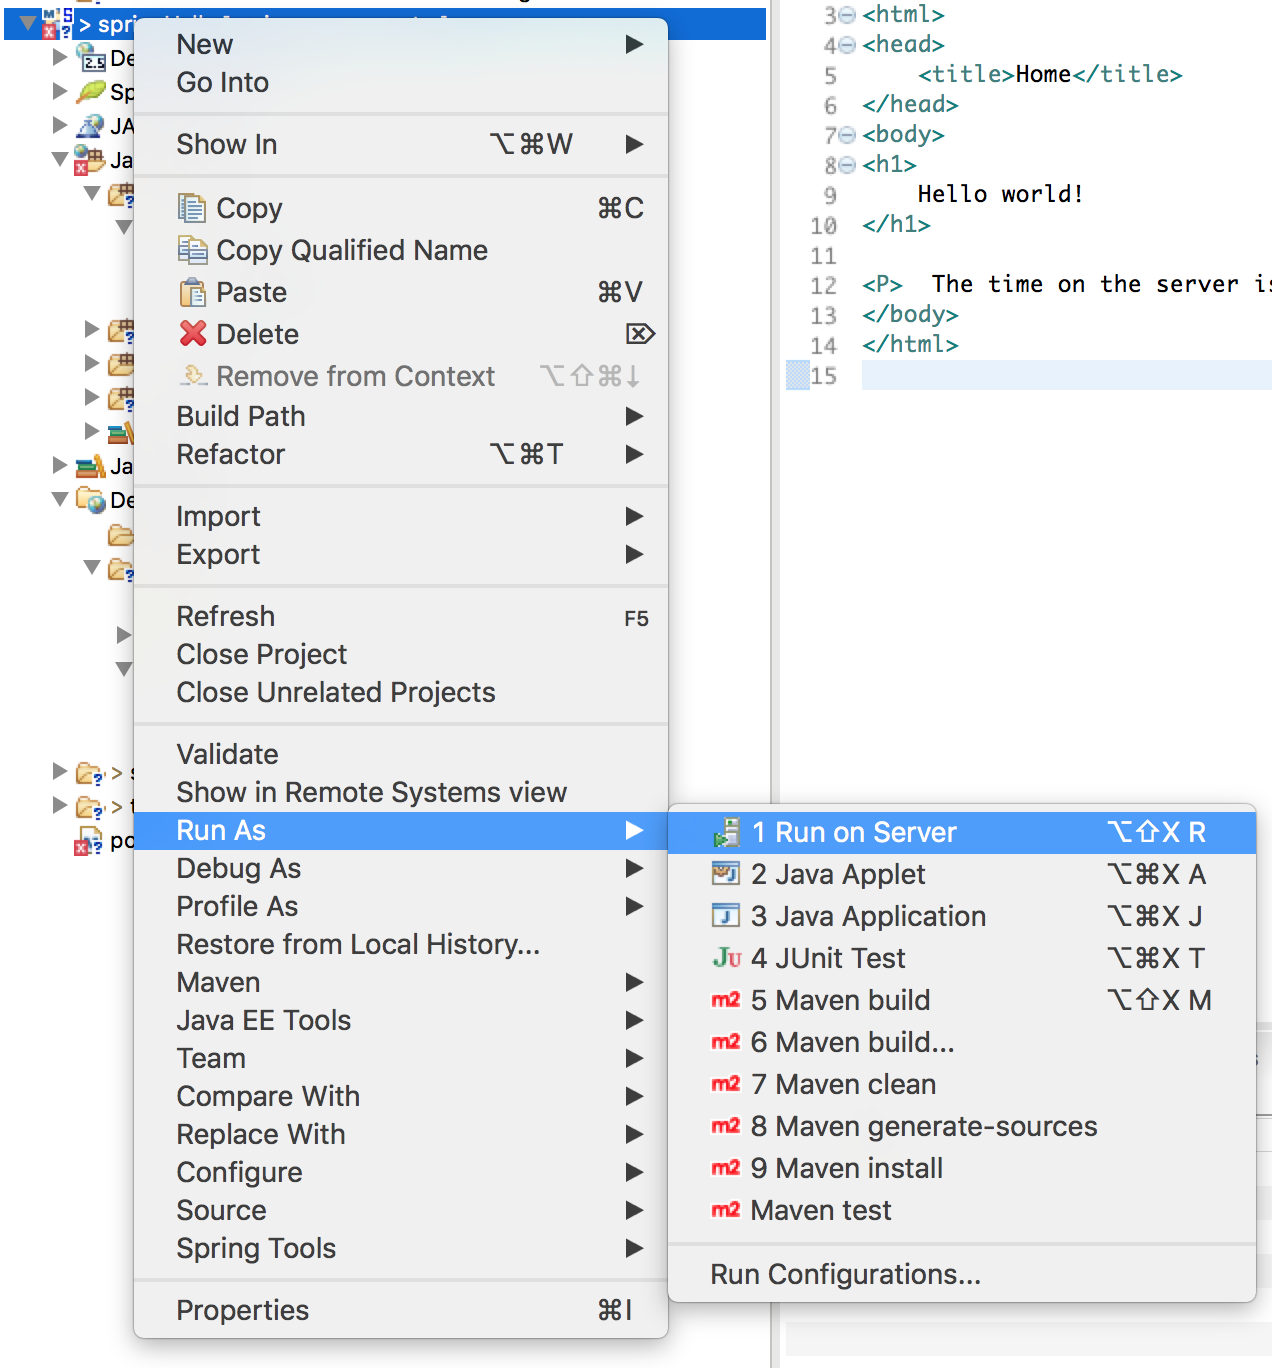 > spri
De
Sp
JA
Ja
Ja
De
> s
> t
po
New
Go Into
Show In ⌥⌘W
Copy ⌘C
Copy Qualified Name
Paste ⌘V
Delete ⌦
Remove from Context ⌥⇧⌘↓
Build Path
Refactor ⌥⌘T
Import
Export
Refresh F5
Close Project
Close Unrelated Projects
Validate
Show in Remote Systems view
Run As
Debug As
Profile As
Restore from Local History...
Maven
Java EE Tools
Team
Compare With
Replace With
Configure
Source
Spring Tools
Properties ⌘I
1 Run on Server ⌥⇧X R
2 Java Applet ⌥⌘X A
3 Java Application ⌥⌘X J
4 JUnit Test ⌥⌘X T
m2 5 Maven build ⌥⇧X M
m2 6 Maven build...
m2 7 Maven clean
m2 8 Maven generate-sources
m2 9 Maven install
m2 Maven test
Run Configurations...
3 <html>
4 <head>
5 <title>Home</title>
6 </head>
7 <body>
8 <h1>
9 Hello world!
10 </h1>
11
12 <P>  The time on the server is
13 </body>
14 </html>
15